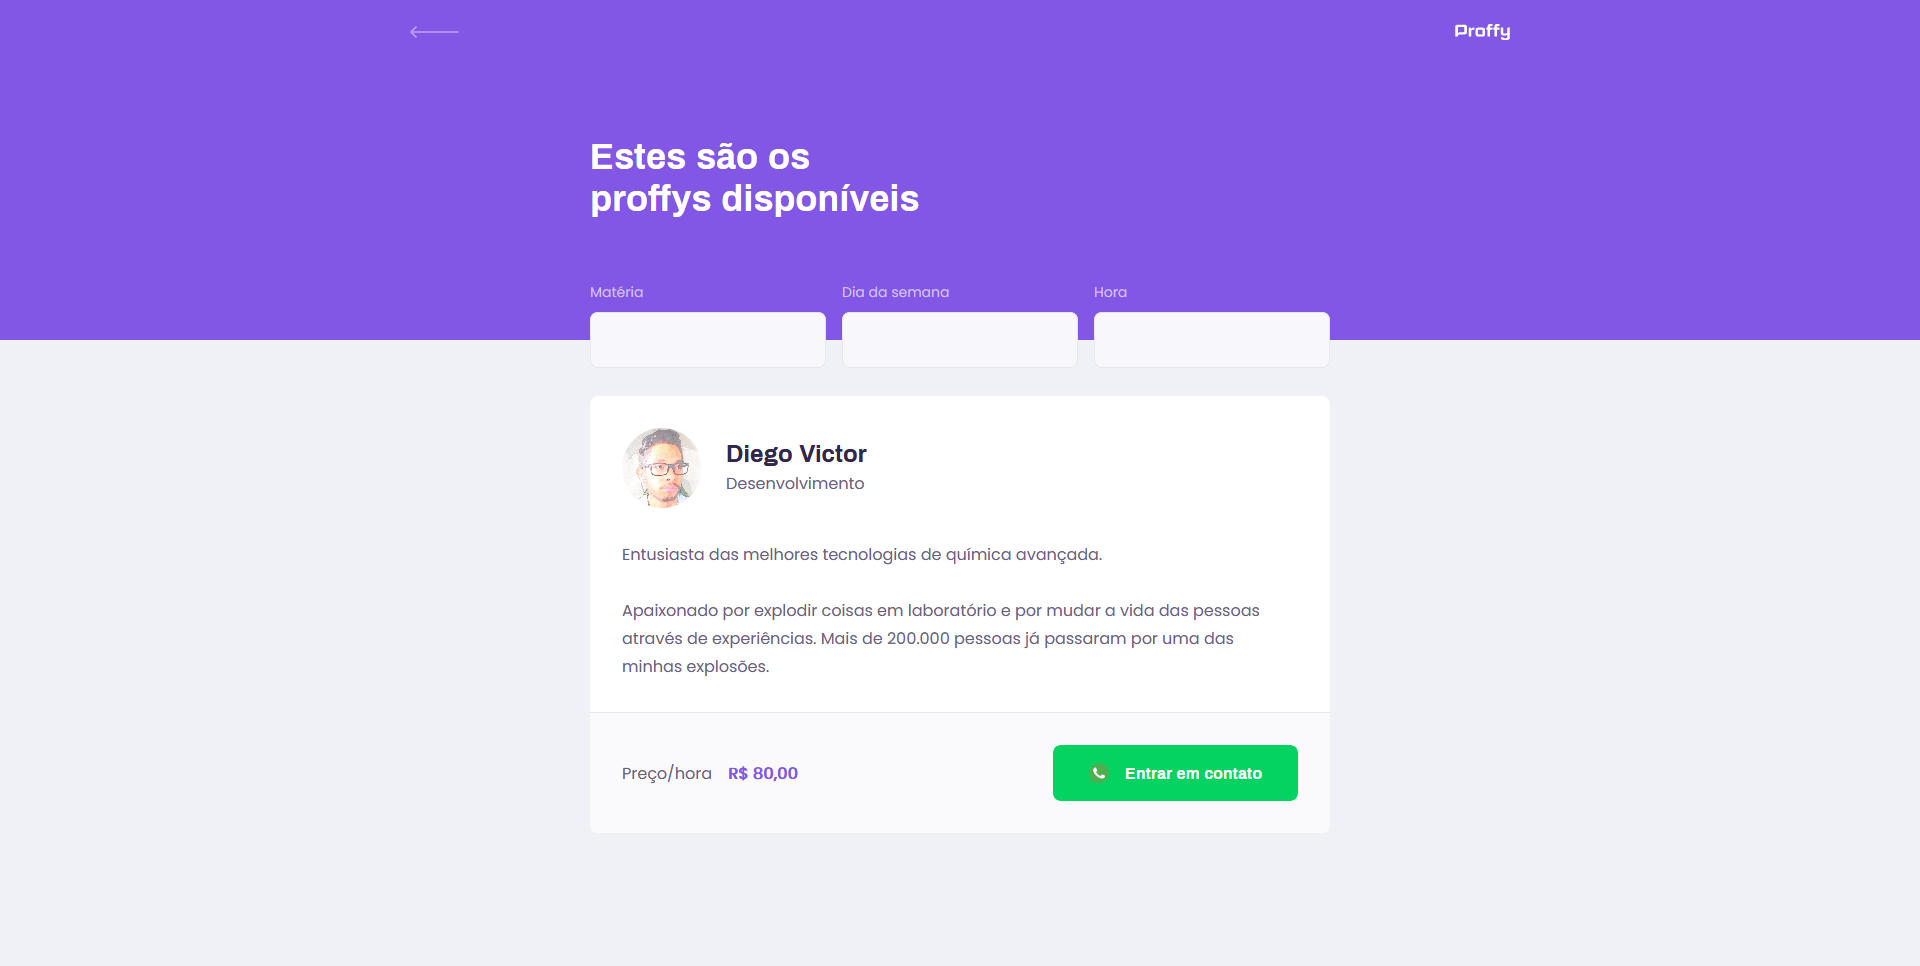 Proffy
Estes são os
proffys disponíveis
Matéria
Dia da semana
Hora
Diego Victor
Desenvolvimento
Entusiasta das melhores tecnologias de química avançada.
Apaixonado por explodir coisas em laboratório e por mudar a vida das pessoas
através de experiências. Mais de 200.000 pessoas já passaram por uma das
minhas explosões.
Preço/hora R$ 80,00
Entrar em contato